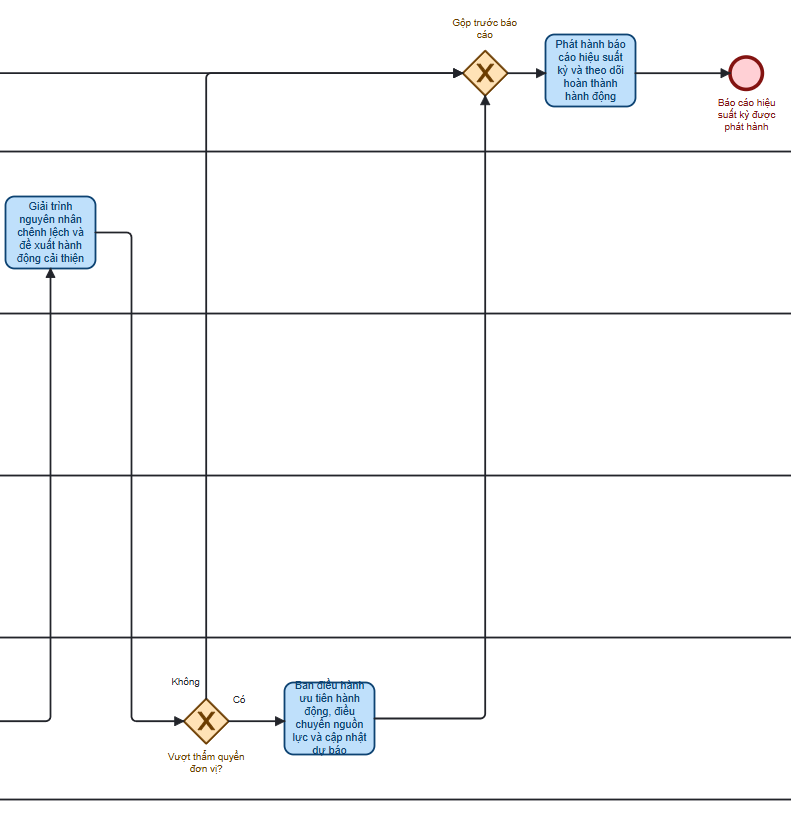 Gộp trước báo
cáo
Phát hành báo
cáo hiệu suất
kỳ và theo dõi
hoàn thành
hành động
Báo cáo hiệu
suất kỳ được
phát hành
Giải trình
nguyên nhân
chênh lệch và
đề xuất hành
động cải thiện
Không
Có
Vượt thẩm quyền
đơn vị?
Ban điều hành
ưu tiên hành
động, điều
chuyển nguồn
lực và cập nhật
dự báo